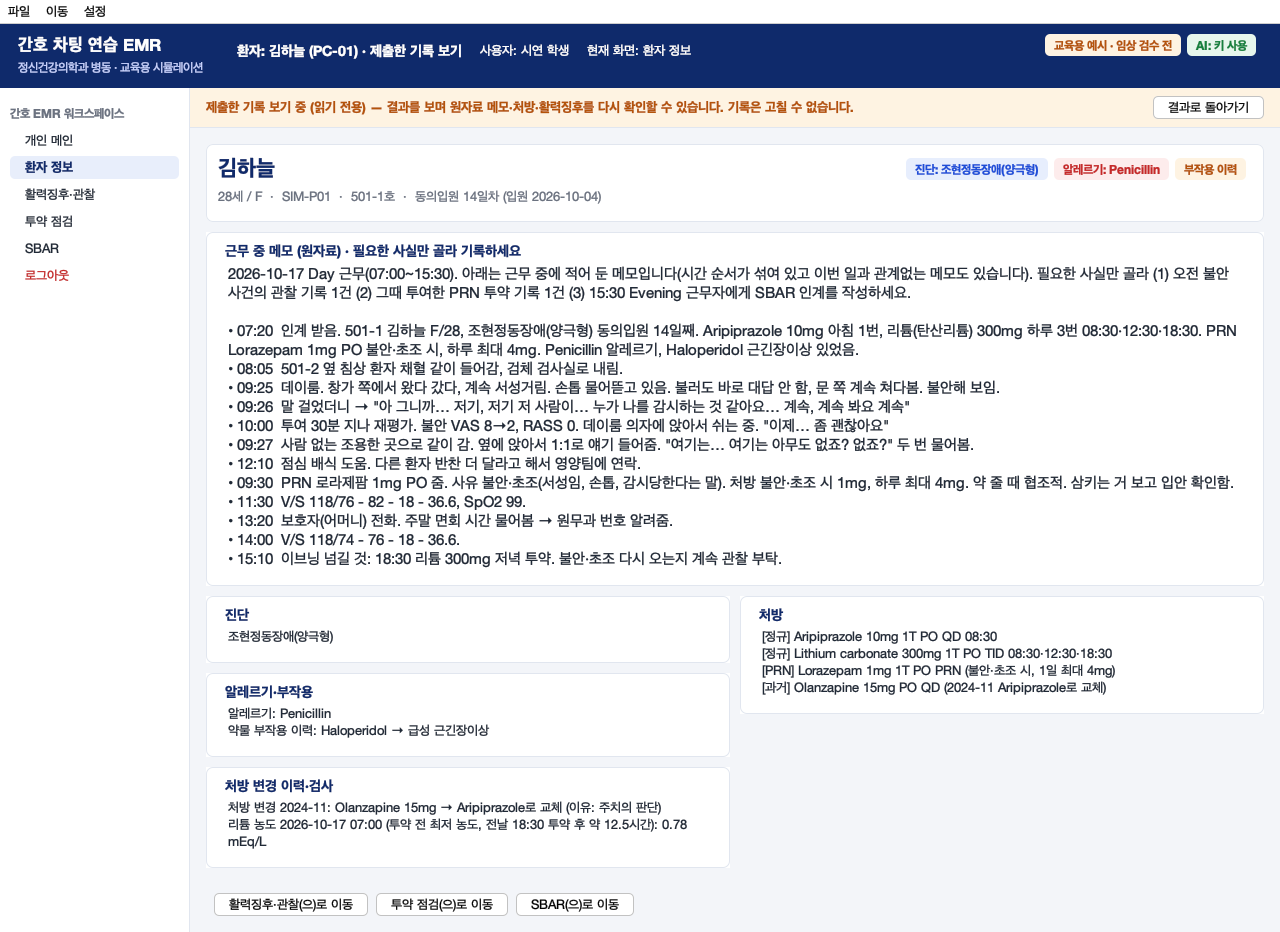 파일 이동 설정
간호 차팅 연습 EMR
정신건강의학과 병동 · 교육용 시뮬레이션
환자: 김하늘 (PC-01) · 제출한 기록 보기 사용자: 시연 학생 현재 화면: 환자 정보
교육용 예시 · 임상 검수 전 AI: 키 사용
간호 EMR 워크스페이스
개인 메인
환자 정보
활력징후·관찰
투약 점검
SBAR
로그아웃
제출한 기록 보기 중 (읽기 전용) — 결과를 보며 원자료 메모·처방·활력징후를 다시 확인할 수 있습니다. 기록은 고칠 수 없습니다.
결과로 돌아가기
김하늘
진단: 조현정동장애(양극형) 알레르기: Penicillin 부작용 이력
28세 / F · SIM-P01 · 501-1호 · 동의입원 14일차 (입원 2026-10-04)
근무 중 메모 (원자료) · 필요한 사실만 골라 기록하세요
2026-10-17 Day 근무(07:00~15:30). 아래는 근무 중에 적어 둔 메모입니다(시간 순서가 섞여 있고 이번 일과 관계없는 메모도 있습니다). 필요한 사실만 골라 (1) 오전 불안
사건의 관찰 기록 1건 (2) 그때 투여한 PRN 투약 기록 1건 (3) 15:30 Evening 근무자에게 SBAR 인계를 작성하세요.
• 07:20 인계 받음. 501-1 김하늘 F/28, 조현정동장애(양극형) 동의입원 14일째. Aripiprazole 10mg 아침 1번, 리튬(탄산리튬) 300mg 하루 3번 08:30·12:30·18:30. PRN
Lorazepam 1mg PO 불안·초조 시, 하루 최대 4mg. Penicillin 알레르기, Haloperidol 근긴장이상 있었음.
• 08:05 501-2 옆 침상 환자 채혈 같이 들어감, 검체 검사실로 내림.
• 09:25 데이룸. 창가 쪽에서 왔다 갔다, 계속 서성거림. 손톱 물어뜯고 있음. 불러도 바로 대답 안 함, 문 쪽 계속 쳐다봄. 불안해 보임.
• 09:26 말 걸었더니 → "아 그니까… 저기, 저기 저 사람이… 누가 나를 감시하는 것 같아요… 계속, 계속 봐요 계속"
• 10:00 투여 30분 지나 재평가. 불안 VAS 8→2, RASS 0. 데이룸 의자에 앉아서 쉬는 중. "이제… 좀 괜찮아요"
• 09:27 사람 없는 조용한 곳으로 같이 감. 옆에 앉아서 1:1로 얘기 들어줌. "여기는… 여기는 아무도 없죠? 없죠?" 두 번 물어봄.
• 12:10 점심 배식 도움. 다른 환자 반찬 더 달라고 해서 영양팀에 연락.
• 09:30 PRN 로라제팜 1mg PO 줌. 사유 불안·초조(서성임, 손톱, 감시당한다는 말). 처방 불안·초조 시 1mg, 하루 최대 4mg. 약 줄 때 협조적. 삼키는 거 보고 입안 확인함.
• 11:30 V/S 118/76 - 82 - 18 - 36.6, SpO2 99.
• 13:20 보호자(어머니) 전화. 주말 면회 시간 물어봄 → 원무과 번호 알려줌.
• 14:00 V/S 118/74 - 76 - 18 - 36.6.
• 15:10 이브닝 넘길 것: 18:30 리튬 300mg 저녁 투약. 불안·초조 다시 오는지 계속 관찰 부탁.
진단
조현정동장애(양극형)
알레르기·부작용
알레르기: Penicillin
약물 부작용 이력: Haloperidol → 급성 근긴장이상
처방 변경 이력·검사
처방 변경 2024-11: Olanzapine 15mg → Aripiprazole로 교체 (이유: 주치의 판단)
리튬 농도 2026-10-17 07:00 (투약 전 최저 농도, 전날 18:30 투약 후 약 12.5시간): 0.78
mEq/L
처방
[정규] Aripiprazole 10mg 1T PO QD 08:30
[정규] Lithium carbonate 300mg 1T PO TID 08:30·12:30·18:30
[PRN] Lorazepam 1mg 1T PO PRN (불안·초조 시, 1일 최대 4mg)
[과거] Olanzapine 15mg PO QD (2024-11 Aripiprazole로 교체)
활력징후·관찰(으)로 이동 투약 점검(으)로 이동 SBAR(으)로 이동